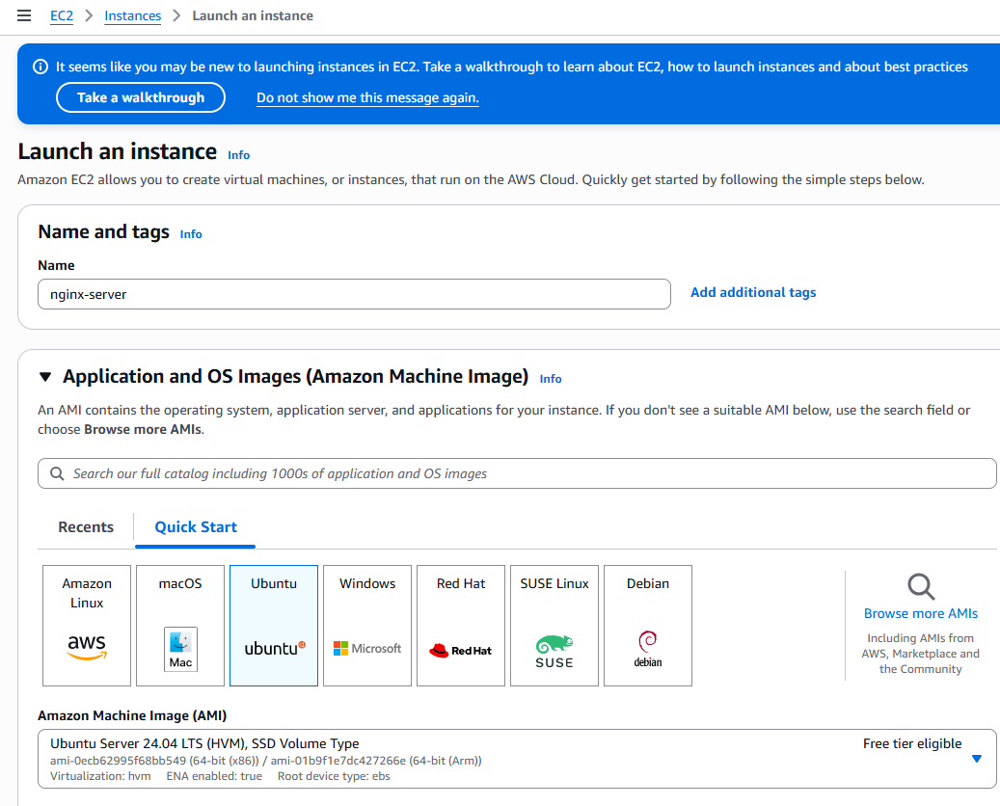 EC2 > Instances > Launch an instance
It seems like you may be new to launching instances in EC2. Take a walkthrough to learn about EC2, how to launch instances and about best practices
Take a walkthrough Do not show me this message again.
Launch an instance Info
Amazon EC2 allows you to create virtual machines, or instances, that run on the AWS Cloud. Quickly get started by following the simple steps below.
Name and tags Info
Name
nginx-server
Add additional tags
Application and OS Images (Amazon Machine Image) Info
An AMI contains the operating system, application server, and applications for your instance. If you don't see a suitable AMI below, use the search field or
choose Browse more AMIs.
Search our full catalog including 1000s of application and OS images
Recents Quick Start
Amazon
Linux
aws
macOS
Mac
Ubuntu
ubuntu
Windows
Microsoft
Red Hat
Red Hat
SUSE Linux
SUSE
Debian
debian
Browse more AMIs
Including AMIs from
AWS, Marketplace and
the Community
Amazon Machine Image (AMI)
Ubuntu Server 24.04 LTS (HVM), SSD Volume Type
Free tier eligible
ami-0ecb62995f68bb549 (64-bit (x86)) / ami-01b9f1e7dc427266e (64-bit (Arm))
Virtualization: hvm ENA enabled: true Root device type: ebs